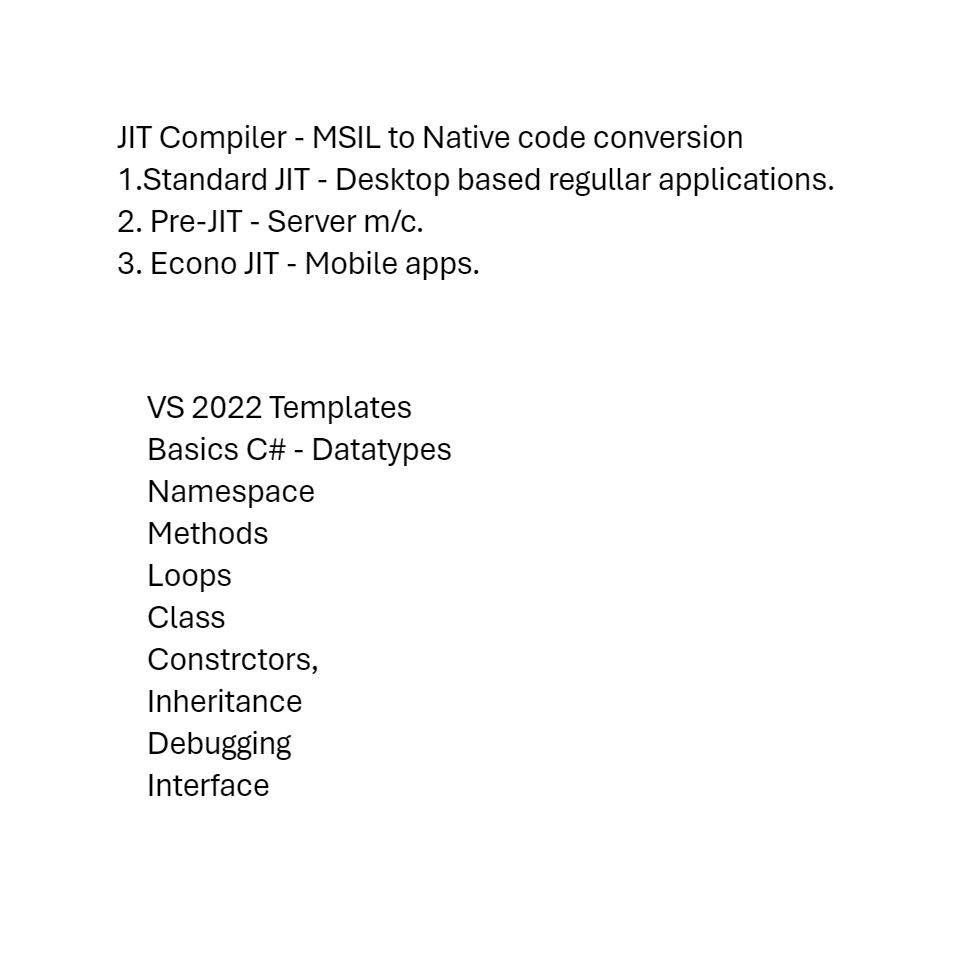 JIT Compiler - MSIL to Native code conversion
1.Standard JIT - Desktop based regullar applications.
2. Pre-JIT - Server m/c.
3. Econo JIT - Mobile apps.
VS 2022 Templates
Basics C# - Datatypes
Namespace
Methods
Loops
Class
Constrctors,
Inheritance
Debugging
Interface